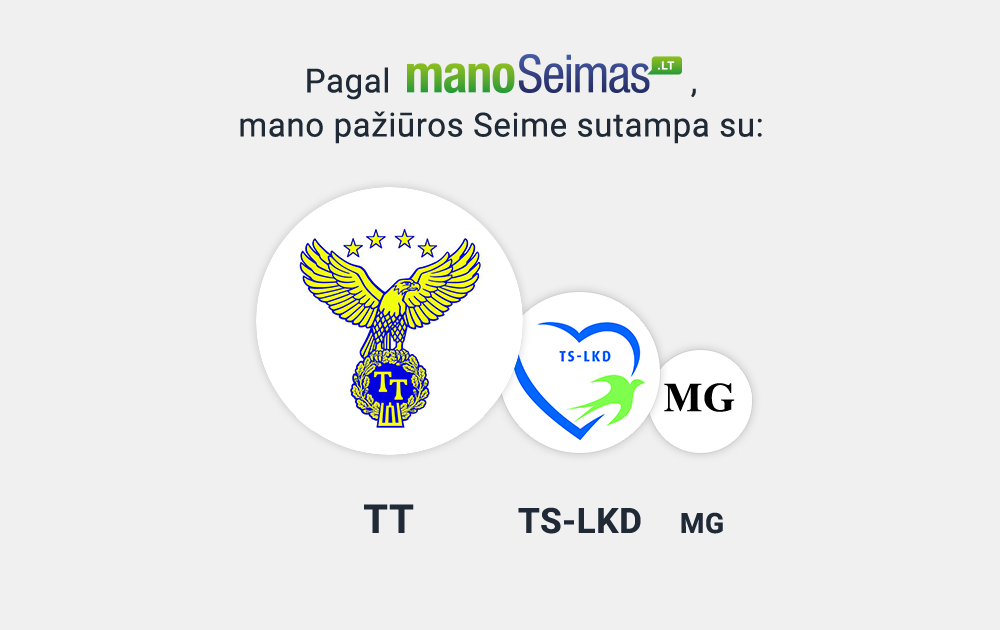 Pagal manoSeimas.LT ,
mano pažiūros Seime sutampa su:
TT
TS-LKD
MG
TT
TS-LKD
MG